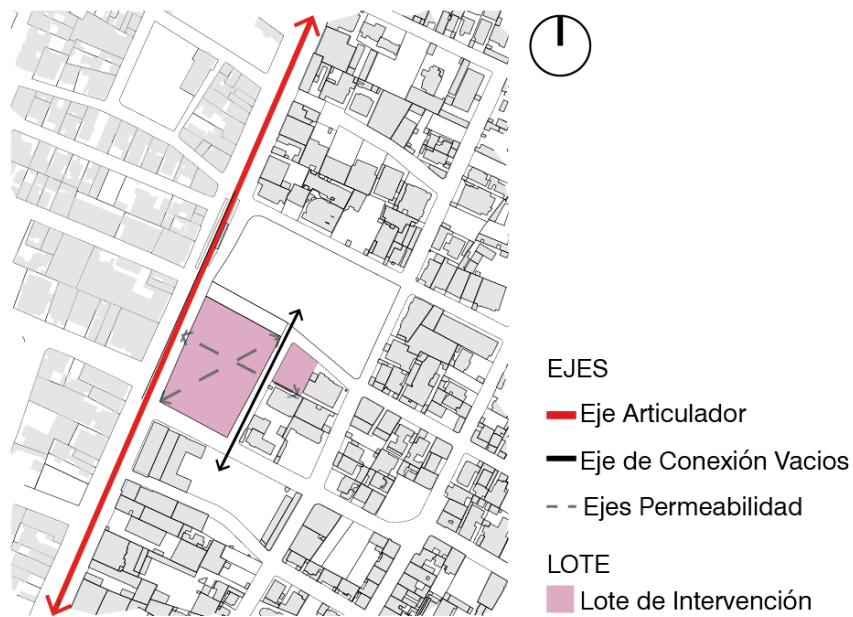 EJES
Eje Articulador
Eje de Conexión Vacios
Ejes Permeabilidad
LOTE
Lote de Intervención